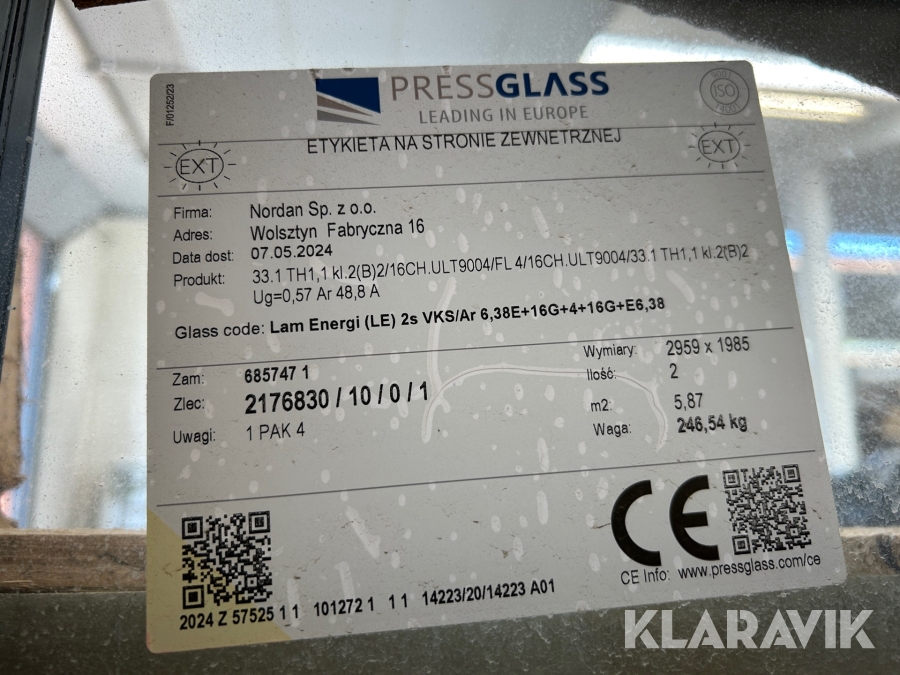 F/01252/23
PRESSGLASS
LEADING IN EUROPE
9001
ISO
14001
ETYKIETA NA STRONIE ZEWNETRZNEJ
EXT
EXT
Firma: Nordan Sp. z o.o.
Adres: Wolsztyn Fabryczna 16
Data dost: 07.05.2024
Produkt: 33.1 TH1,1 kl.2(B)2/16CH.ULT9004/FL 4/16CH.ULT9004/33.1 TH1,1 kl.2(B)2
Ug=0,57 Ar 48,8 A
Glass code: Lam Energi (LE) 2s VKS/Ar 6,38E+16G+4+16G+E6,38
Zam: 685747 1
Zlec: 2176830 / 10 / 0 / 1
Uwagi: 1 PAK 4
Wymiary: 2959 x 1985
Ilość: 2
m2: 5,87
Waga: 246,54 kg
CE
CE Info: www.pressglass.com/ce
2024 Z 57525 1 1 101272 1 1 1 14223/20/14223 A01
KLARAVIK